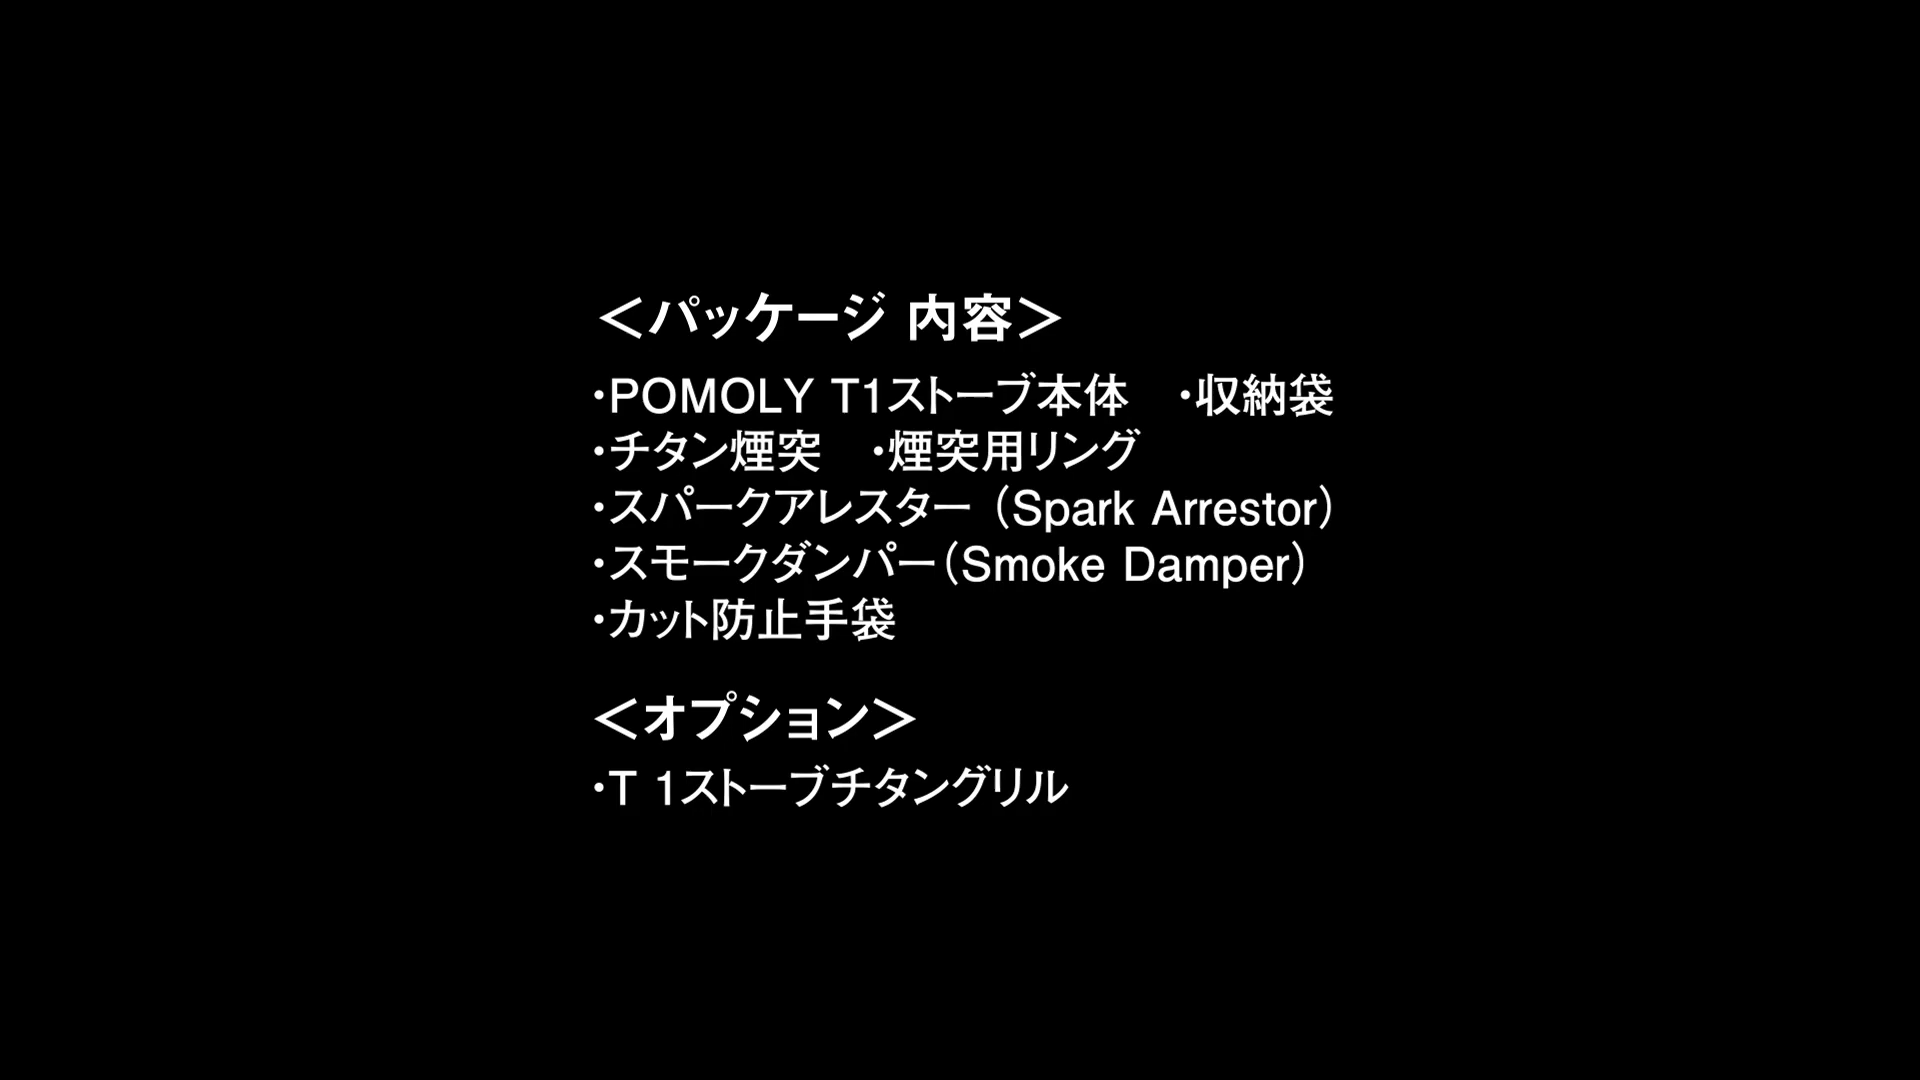 ＜パッケージ 内容＞
・POMOLY T1ストーブ本体　・収納袋
・チタン煙突　・煙突用リング
・スパークアレスター（Spark Arrestor）
・スモークダンパー（Smoke Damper）
・カット防止手袋
＜オプション＞
・T 1ストーブチタングリル